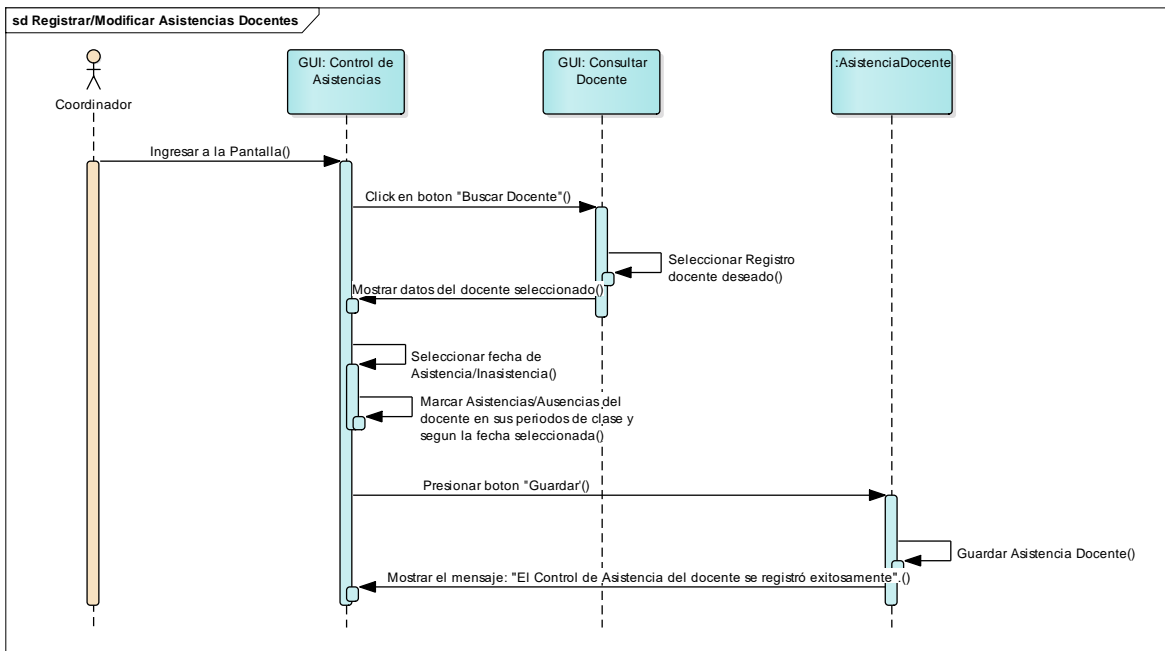 sd Registrar/Modificar Asistencias Docentes
Coordinador
GUI: Control de
Asistencias
GUI: Consultar
Docente
:AsistenciaDocente
Ingresar a la Pantalla()
Click en boton "Buscar Docente"()
Seleccionar Registro
docente deseado()
Mostrar datos del docente seleccionado()
Seleccionar fecha de
Asistencia/Inasistencia()
Marcar Asistencias/Ausencias del
docente en sus periodos de clase y
segun la fecha seleccionada()
Presionar boton "Guardar'()
Guardar Asistencia Docente()
Mostrar el mensaje: "El Control de Asistencia del docente se registró exitosamente".()